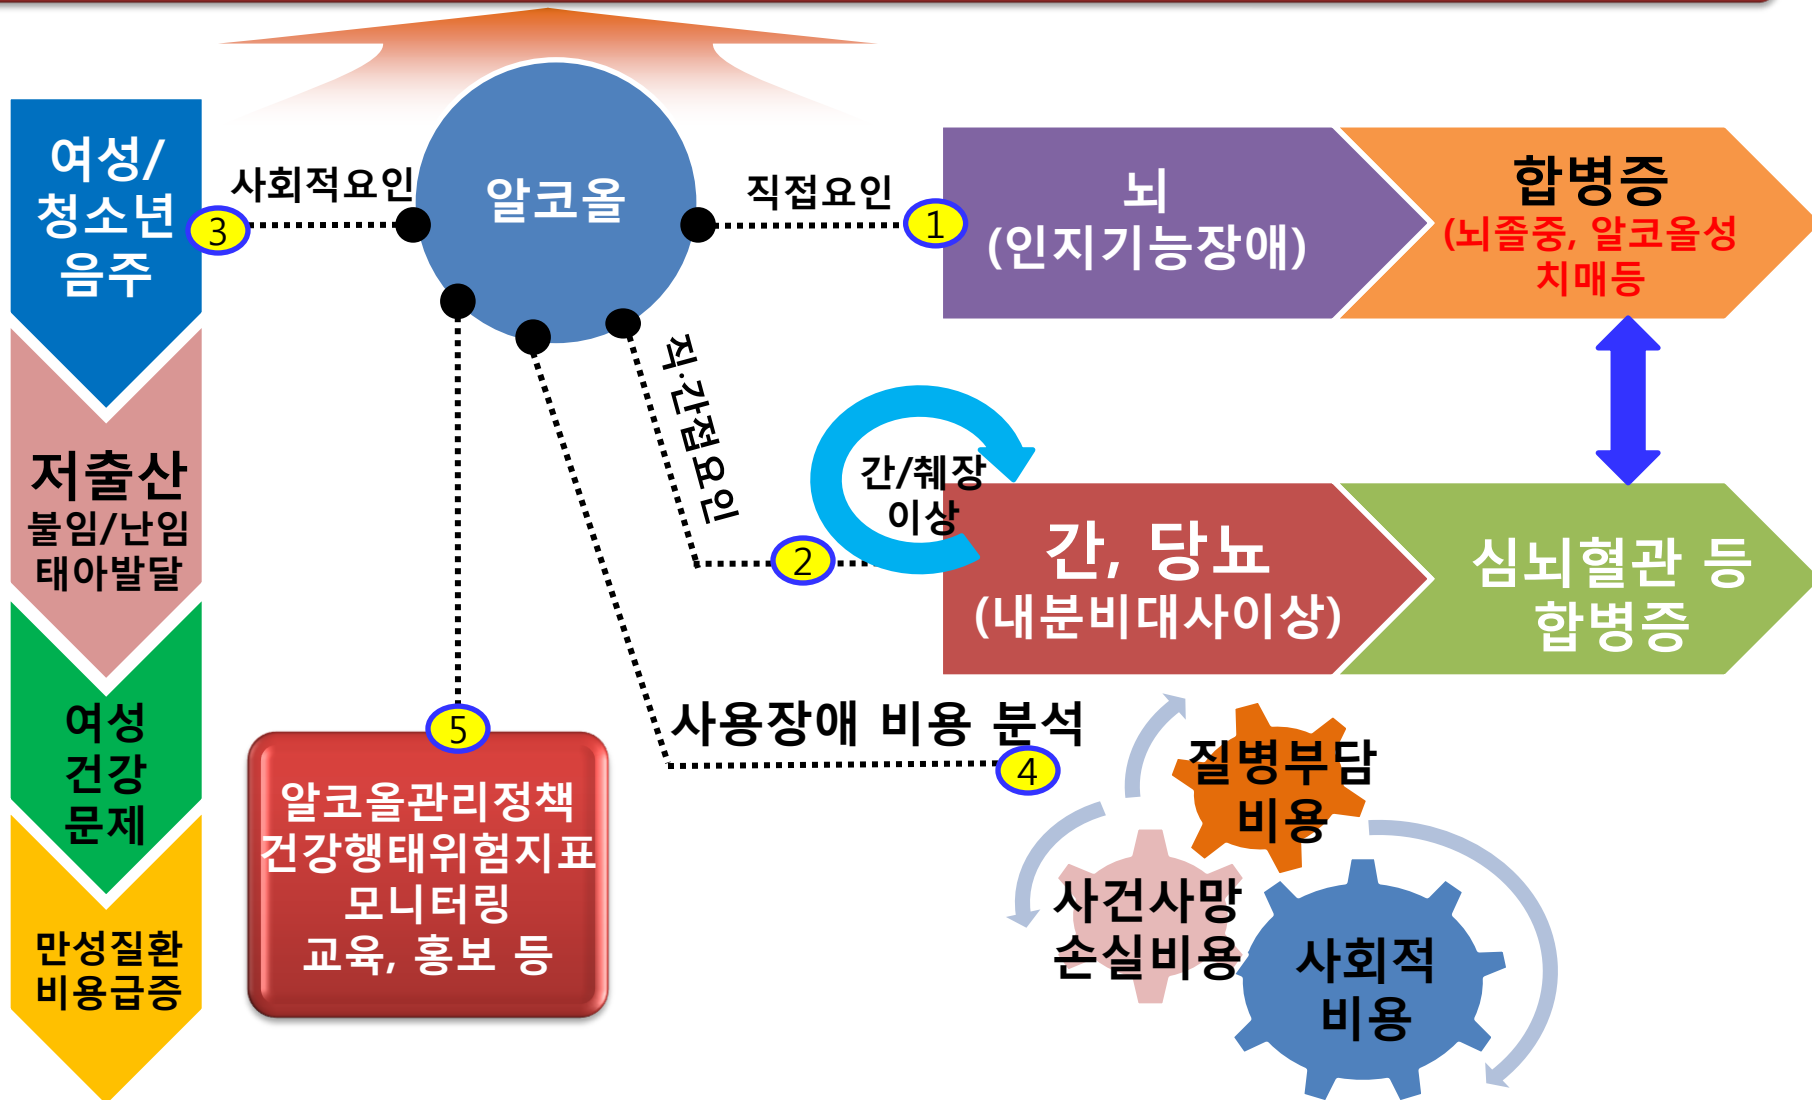 여성/
청소년
음주
저출산
불임/난임
태아발달
여성
건강
문제
만성질환
비용급증
사회적요인
3
알코올
직접요인
1
뇌
(인지기능장애)
합병증
(뇌졸중, 알코올성
치매등
직·간접요인
2
간/췌장
이상
간, 당뇨
(내분비대사이상)
심뇌혈관 등
합병증
사용장애 비용 분석
4
질병부담
비용
사건사망
손실비용
사회적
비용
5
알코올관리정책
건강행태위험지표
모니터링
교육, 홍보 등